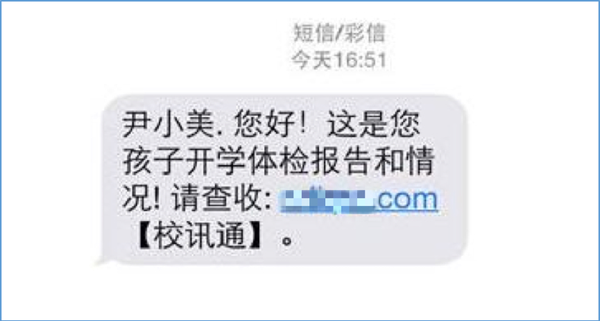 短信/彩信
今天16:51
尹小美.您好！这是您
孩子开学体检报告和情
况!请查收: .com
【校讯通】。